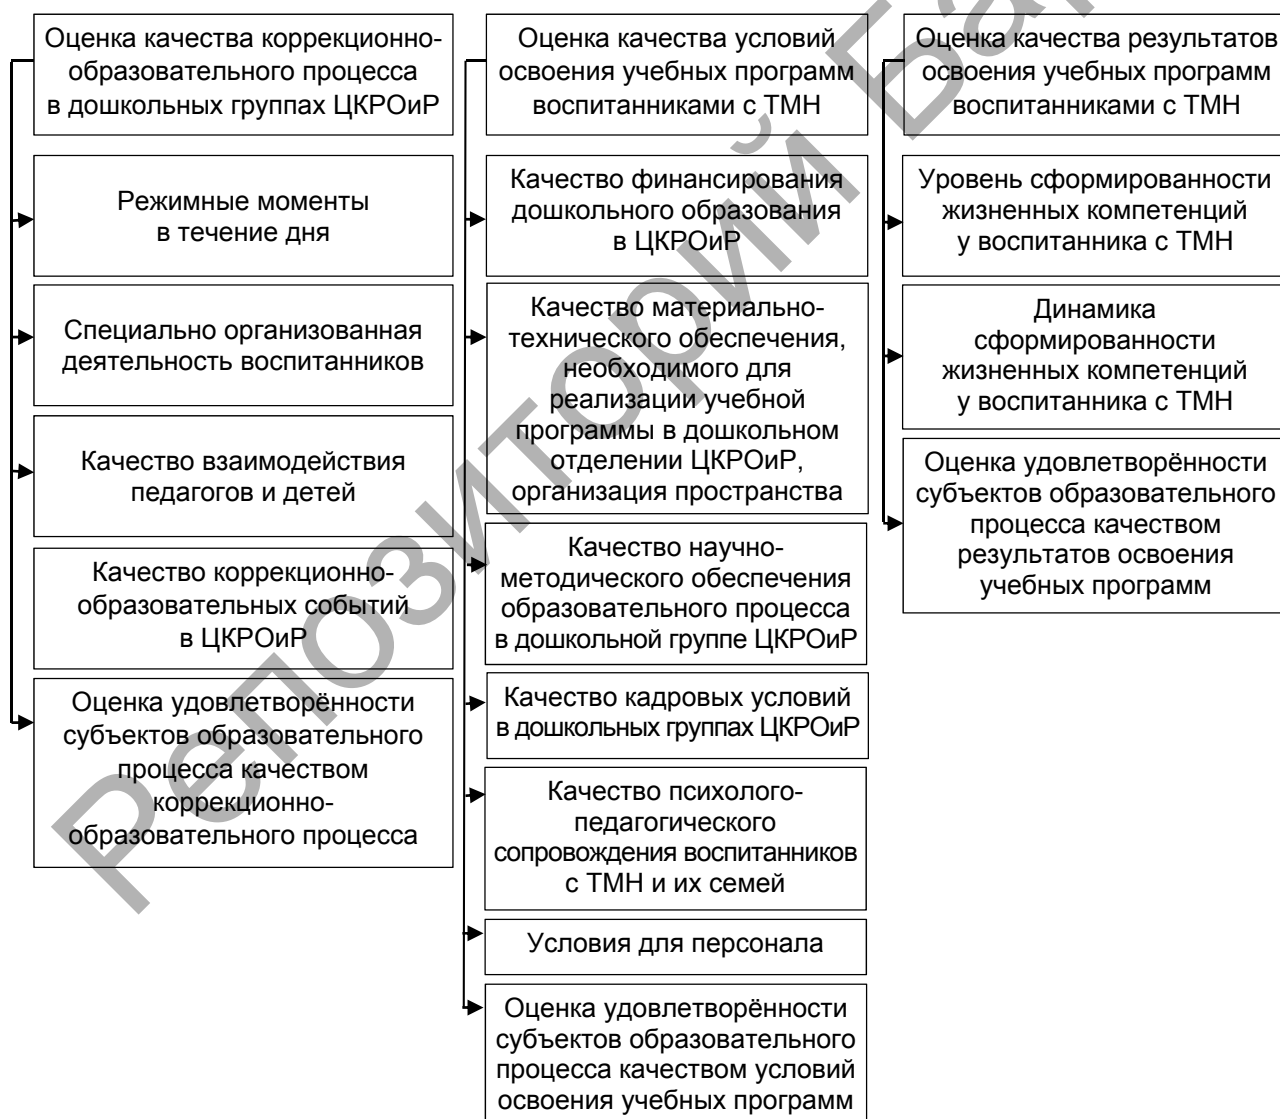 Оценка качества коррекционно-
образовательного процесса
в дошкольных группах ЦКРОиР
Режимные моменты
в течение дня
Специально организованная
деятельность воспитанников
Качество взаимодействия
педагогов и детей
Качество коррекционно-
образовательных событий
в ЦКРОиР
Оценка удовлетворённости
субъектов образовательного
процесса качеством
коррекционно-
образовательного процесса
Оценка качества условий
освоения учебных программ
воспитанниками с ТМН
Качество финансирования
дошкольного образования
в ЦКРОиР
Качество материально-
технического обеспечения,
необходимого для
реализации учебной
программы в дошкольном
отделении ЦКРОиР,
организация пространства
Качество научно-
методического обеспечения
образовательного процесса
в дошкольной группе ЦКРОиР
Качество кадровых условий
в дошкольных группах ЦКРОиР
Качество психолого-
педагогического
сопровождения воспитанников
с ТМН и их семей
Условия для персонала
Оценка удовлетворённости
субъектов образовательного
процесса качеством условий
освоения учебных программ
Оценка качества результатов
освоения учебных программ
воспитанниками с ТМН
Уровень сформированности
жизненных компетенций
у воспитанника с ТМН
Динамика
сформированности
жизненных компетенций
у воспитанника с ТМН
Оценка удовлетворённости
субъектов образовательного
процесса качеством
результатов освоения
учебных программ
Репозиторий